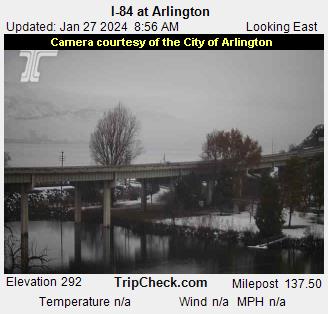 I-84 at Arlington
Updated: Jan 27 2024 8:56 AM Looking East
Camera courtesy of the City of Arlington
Elevation 292 TripCheck.com Milepost 137.50
Temperature n/a Wind n/a MPH n/a